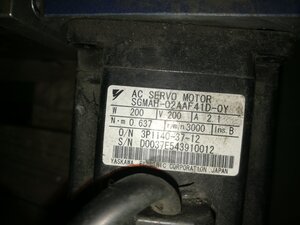 AC SERVO MOTOR
SGMAH-02AAF41D-0Y
W 200 V 200 A 2.1
N·m 0.637 r/min 3000 Ins. B
O/N 3P1140-37-12
S/N D0037E543910012
YASKAWA ELECTRIC CORPORATION JAPAN